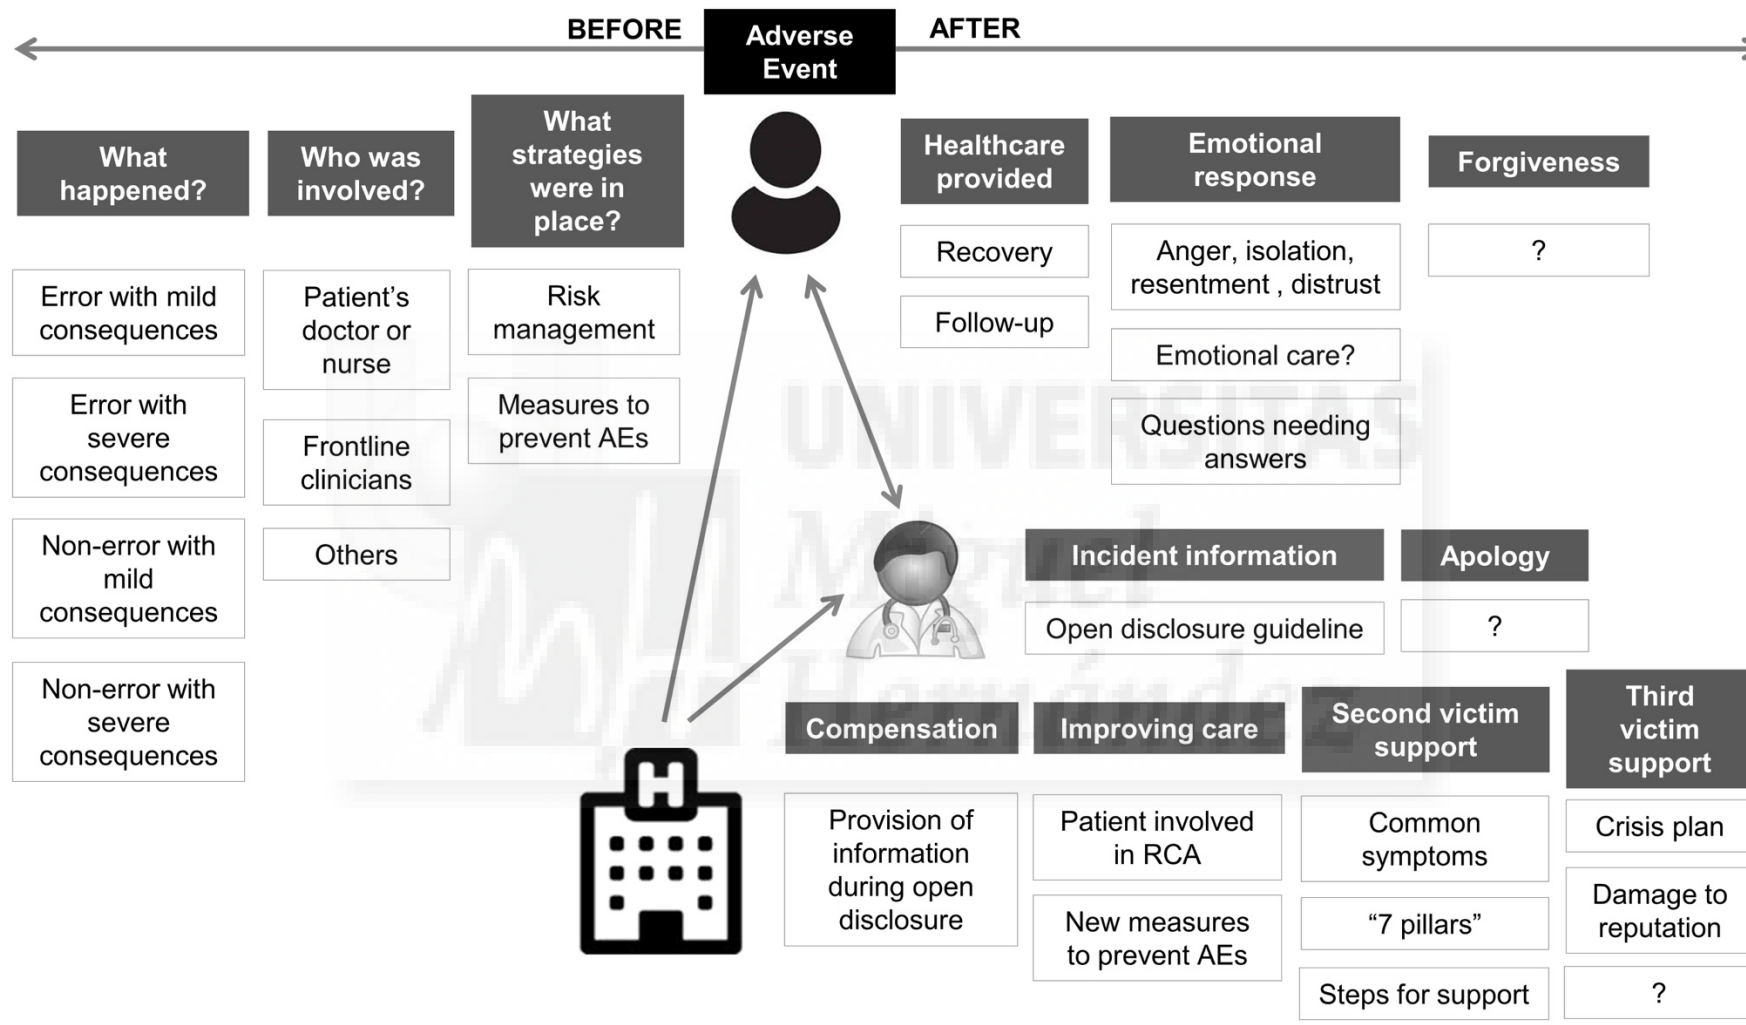 BEFORE
Adverse
Event
AFTER
What
happened?
Error with mild
consequences
Error with
severe
consequences
Non-error with
mild
consequences
Non-error with
severe
consequences
Who was
involved?
Patient’s
doctor or
nurse
Frontline
clinicians
Others
What
strategies
were in
place?
Risk
management
Measures to
prevent AEs
Healthcare
provided
Recovery
Follow-up
Emotional
response
Anger, isolation,
resentment , distrust
Emotional care?
Questions needing
answers
Forgiveness
?
Incident information
Open disclosure guideline
Apology
?
Compensation
Provision of
information
during open
disclosure
Improving care
Patient involved
in RCA
New measures
to prevent AEs
Second victim
support
Common
symptoms
“7 pillars”
Steps for support
Third
victim
support
Crisis plan
Damage to
reputation
?
H
UNIVERSITAS
Miguel
Hernández